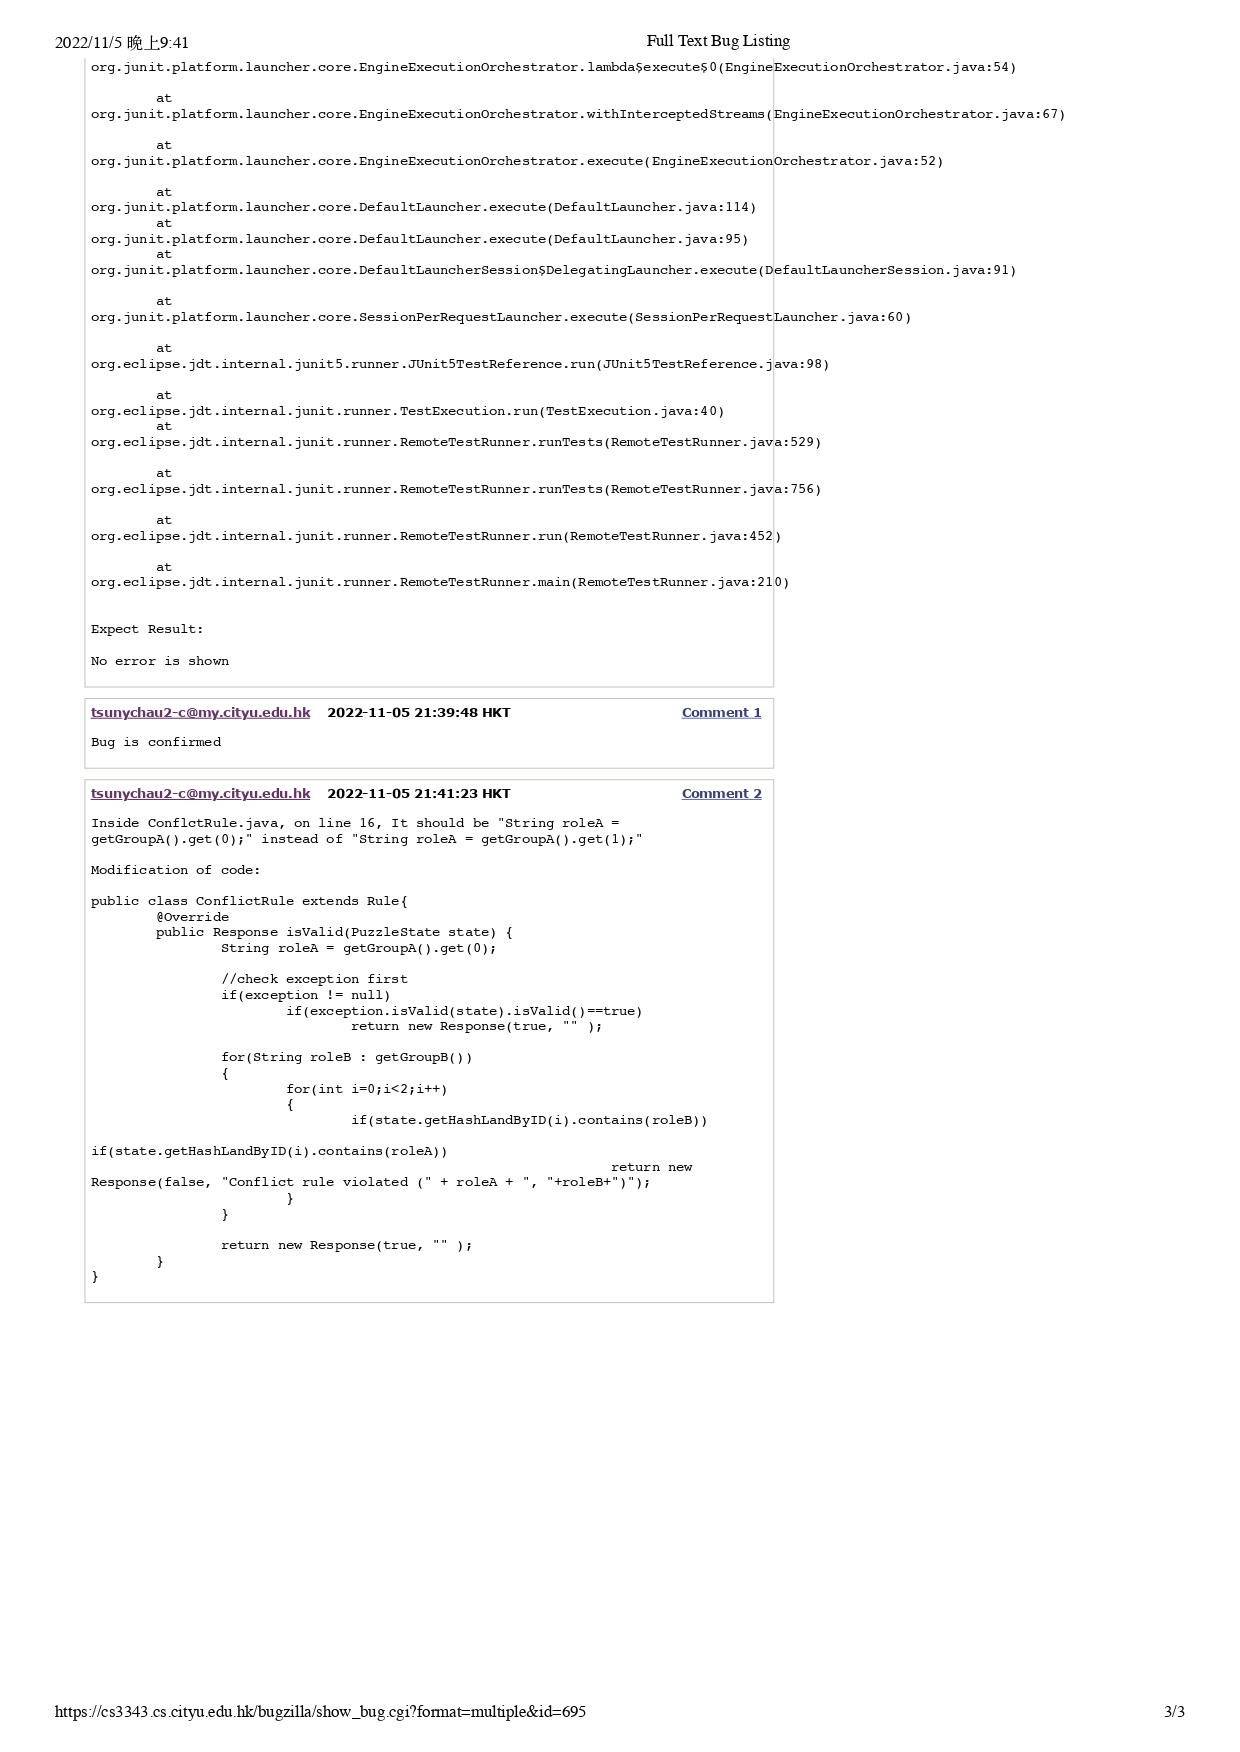 2022/11/5 晚上9:41 Full Text Bug Listing
org.junit.platform.launcher.core.EngineExecutionOrchestrator.lambda$execute$0(EngineExecutionOrchestrator.java:54)
at
org.junit.platform.launcher.core.EngineExecutionOrchestrator.withInterceptedStreams(EngineExecutionOrchestrator.java:67)
at
org.junit.platform.launcher.core.EngineExecutionOrchestrator.execute(EngineExecutionOrchestrator.java:52)
at
org.junit.platform.launcher.core.DefaultLauncher.execute(DefaultLauncher.java:114)
at
org.junit.platform.launcher.core.DefaultLauncher.execute(DefaultLauncher.java:95)
at
org.junit.platform.launcher.core.DefaultLauncherSession$DelegatingLauncher.execute(DefaultLauncherSession.java:91)
at
org.junit.platform.launcher.core.SessionPerRequestLauncher.execute(SessionPerRequestLauncher.java:60)
at
org.eclipse.jdt.internal.junit5.runner.JUnit5TestReference.run(JUnit5TestReference.java:98)
at
org.eclipse.jdt.internal.junit.runner.TestExecution.run(TestExecution.java:40)
at
org.eclipse.jdt.internal.junit.runner.RemoteTestRunner.runTests(RemoteTestRunner.java:529)
at
org.eclipse.jdt.internal.junit.runner.RemoteTestRunner.runTests(RemoteTestRunner.java:756)
at
org.eclipse.jdt.internal.junit.runner.RemoteTestRunner.run(RemoteTestRunner.java:452)
at
org.eclipse.jdt.internal.junit.runner.RemoteTestRunner.main(RemoteTestRunner.java:210)
Expect Result:
No error is shown
tsunychau2-c@my.cityu.edu.hk 2022-11-05 21:39:48 HKT Comment 1
Bug is confirmed
tsunychau2-c@my.cityu.edu.hk 2022-11-05 21:41:23 HKT Comment 2
Inside ConflctRule.java, on line 16, It should be "String roleA =
getGroupA().get(0);" instead of "String roleA = getGroupA().get(1);"
Modification of code:
public class ConflictRule extends Rule{
@Override
public Response isValid(PuzzleState state) {
String roleA = getGroupA().get(0);
//check exception first
if(exception != null)
if(exception.isValid(state).isValid()==true)
return new Response(true, "" );
for(String roleB : getGroupB())
{
for(int i=0;i<2;i++)
{
if(state.getHashLandByID(i).contains(roleB))
if(state.getHashLandByID(i).contains(roleA))
return new
Response(false, "Conflict rule violated (" + roleA + ", "+roleB+")");
}
}
return new Response(true, "" );
}
}
https://cs3343.cs.cityu.edu.hk/bugzilla/show_bug.cgi?format=multiple&id=695 3/3